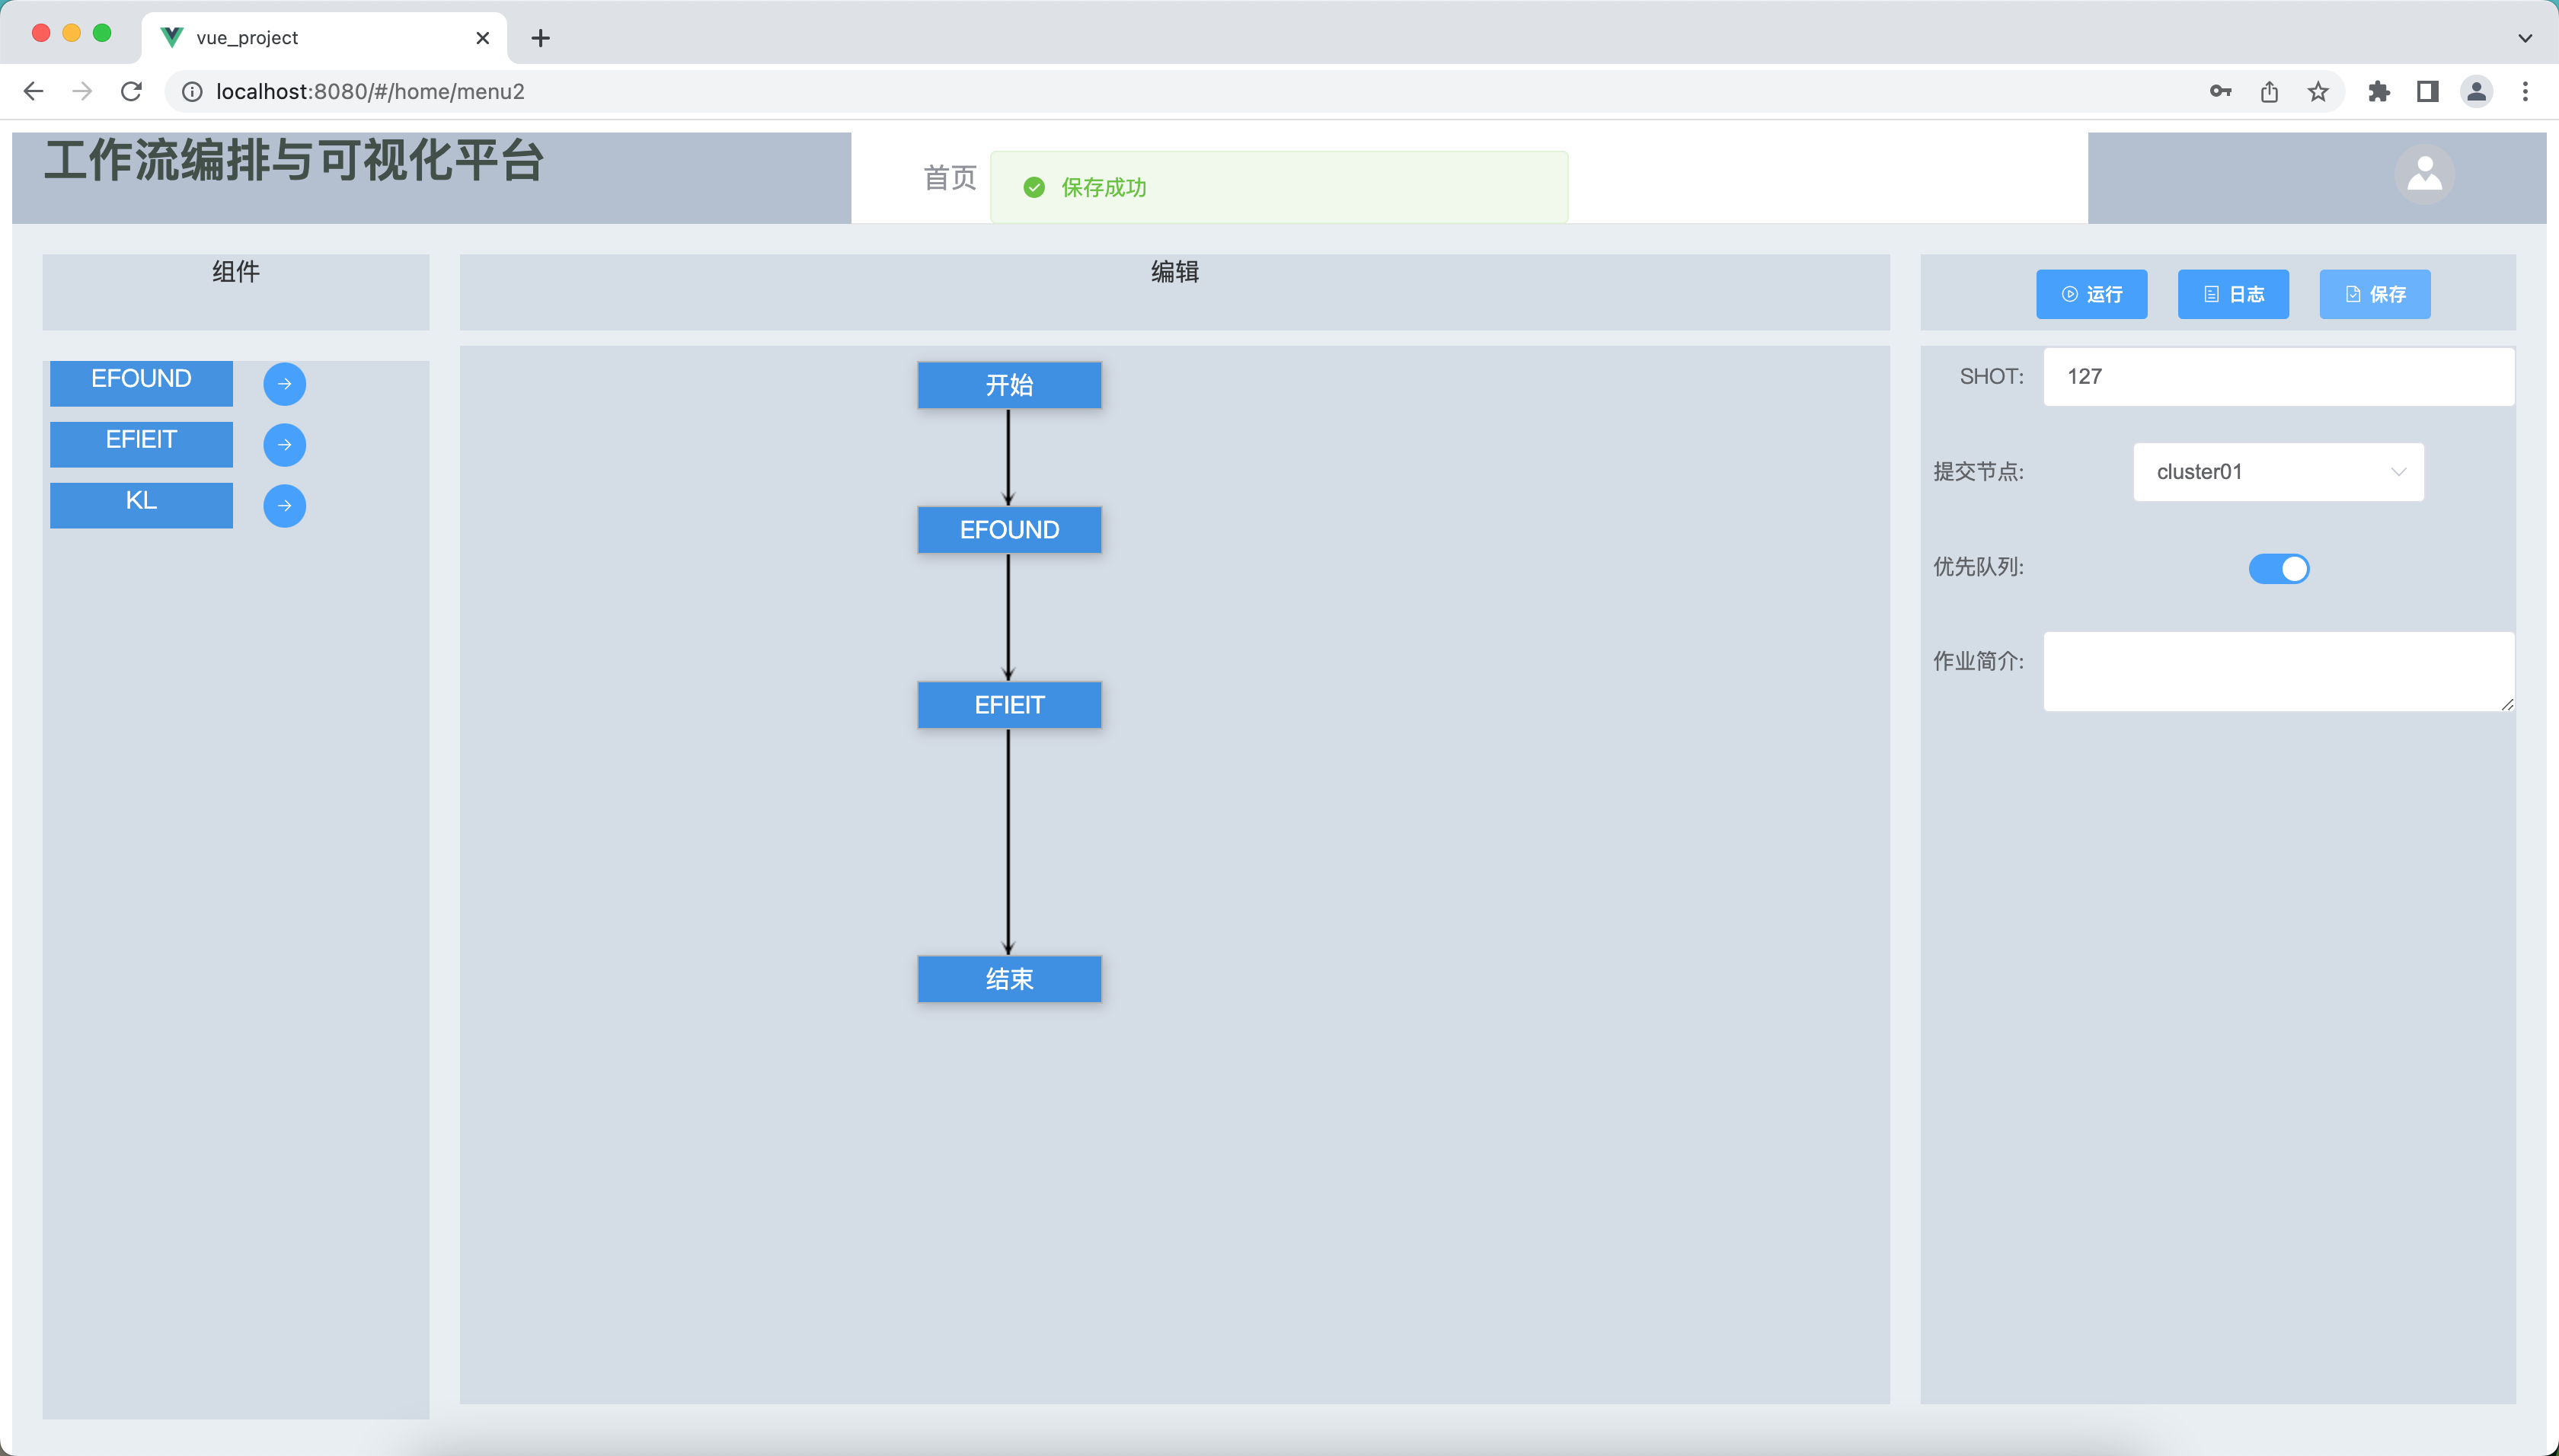 vue_project
localhost:8080/#/home/menu2
工作流编排与可视化平台
首页
保存成功
组件
编辑
运行
日志
保存
EFOUND
EFIEIT
KL
开始
EFOUND
EFIEIT
结束
SHOT:
127
提交节点:
cluster01
优先队列:
作业简介: